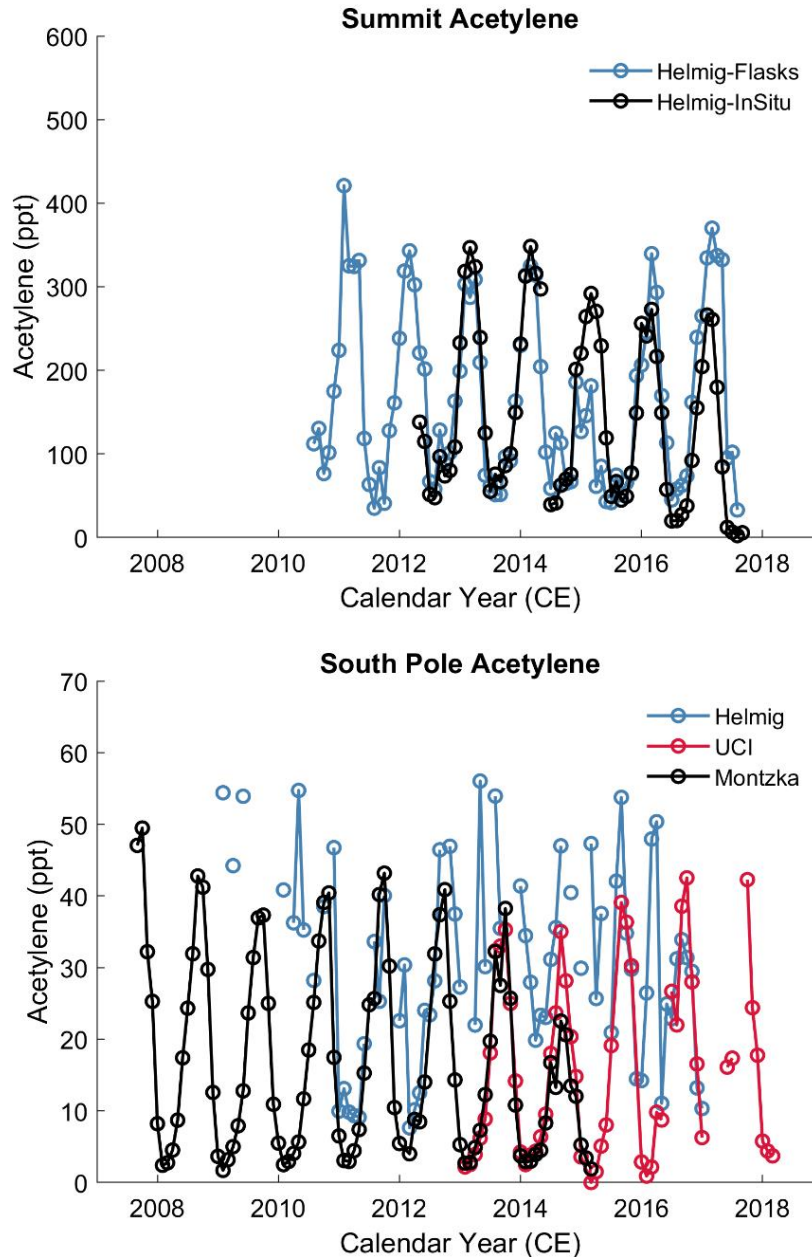 Summit Acetylene
600
500
400
300
200
100
0
Acetylene (ppt)
Helmig-Flasks
Helmig-InSitu
2008 2010 2012 2014 2016 2018
Calendar Year (CE)
South Pole Acetylene
70
60
50
40
30
20
10
0
Acetylene (ppt)
Helmig
UCI
Montzka
2008 2010 2012 2014 2016 2018
Calendar Year (CE)